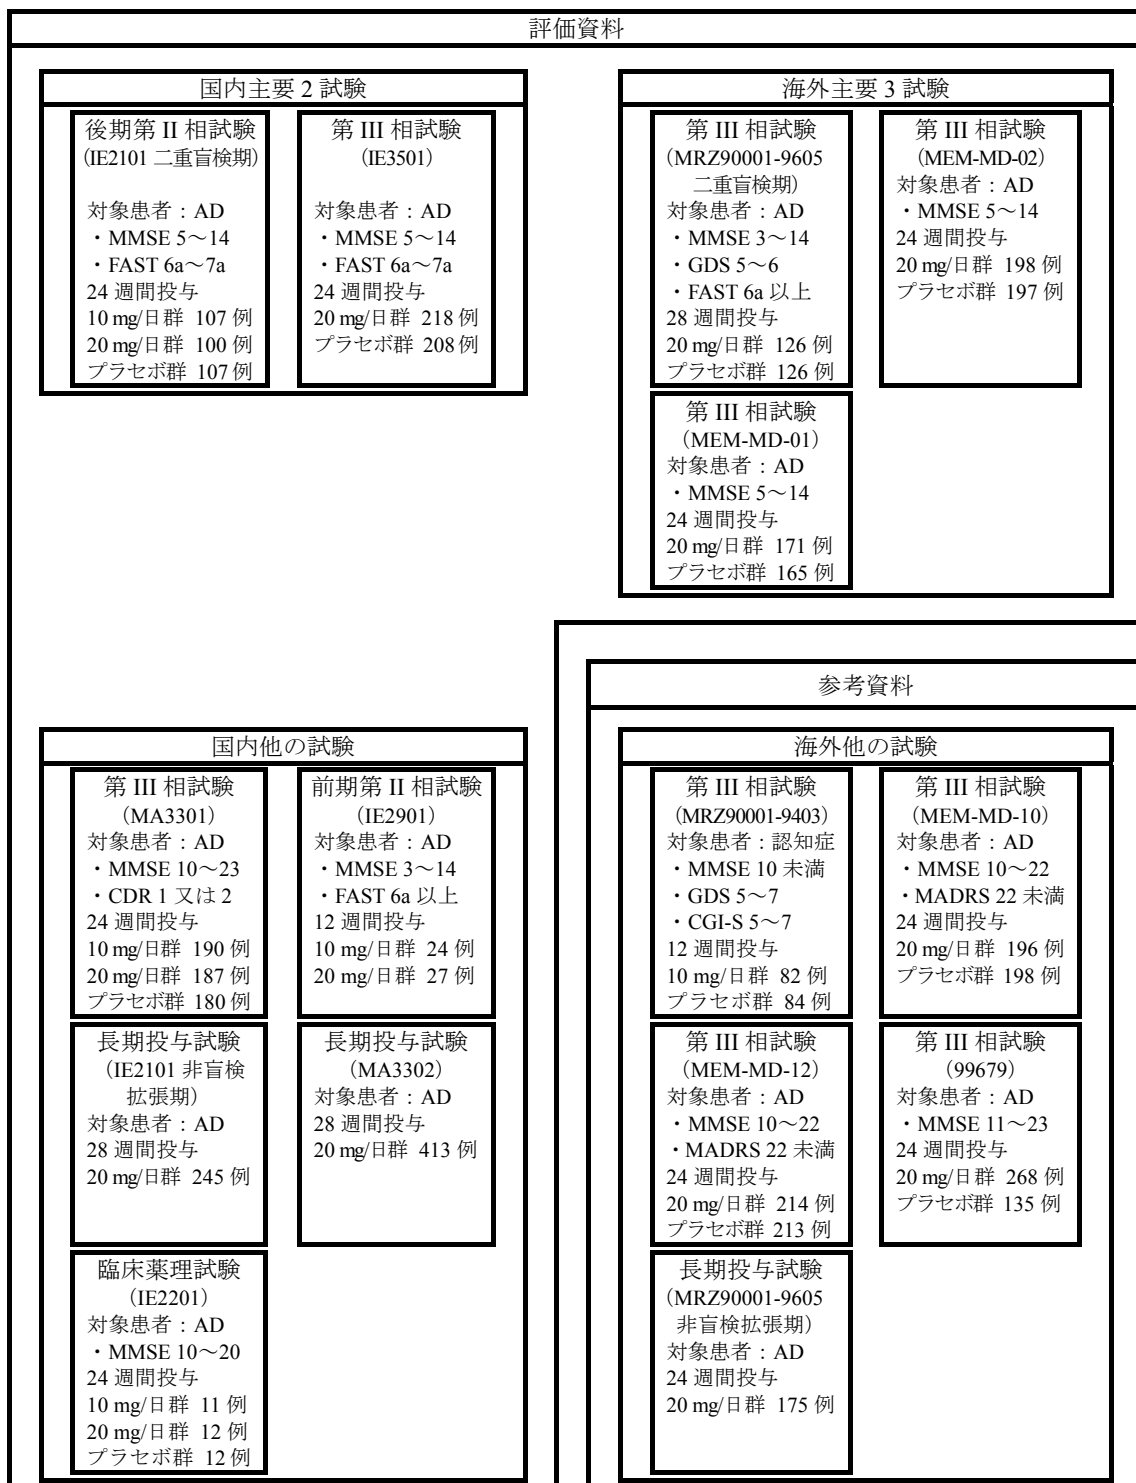 評価資料
国内主要 2 試験
後期第 II 相試験
(IE2101 二重盲検期)
対象患者：AD
・MMSE 5～14
・FAST 6a～7a
24 週間投与
10 mg/日群 107 例
20 mg/日群 100 例
プラセボ群 107 例
第 III 相試験
(IE3501)
対象患者：AD
・MMSE 5～14
・FAST 6a～7a
24 週間投与
20 mg/日群 218 例
プラセボ群 208 例
海外主要 3 試験
第 III 相試験
(MRZ90001-9605
二重盲検期)
対象患者：AD
・MMSE 3～14
・GDS 5～6
・FAST 6a 以上
28 週間投与
20 mg/日群 126 例
プラセボ群 126 例
第 III 相試験
(MEM-MD-02)
対象患者：AD
・MMSE 5～14
24 週間投与
20 mg/日群 198 例
プラセボ群 197 例
第 III 相試験
(MEM-MD-01)
対象患者：AD
・MMSE 5～14
24 週間投与
20 mg/日群 171 例
プラセボ群 165 例
国内他の試験
第 III 相試験
(MA3301)
対象患者：AD
・MMSE 10～23
・CDR 1 又は 2
24 週間投与
10 mg/日群 190 例
20 mg/日群 187 例
プラセボ群 180 例
前期第 II 相試験
(IE2901)
対象患者：AD
・MMSE 3～14
・FAST 6a 以上
12 週間投与
10 mg/日群 24 例
20 mg/日群 27 例
長期投与試験
(IE2101 非盲検
拡張期)
対象患者：AD
28 週間投与
20 mg/日群 245 例
長期投与試験
(MA3302)
対象患者：AD
28 週間投与
20 mg/日群 413 例
臨床薬理試験
(IE2201)
対象患者：AD
・MMSE 10～20
24 週間投与
10 mg/日群 11 例
20 mg/日群 12 例
プラセボ群 12 例
参考資料
海外他の試験
第 III 相試験
(MRZ90001-9403)
対象患者：認知症
・MMSE 10 未満
・GDS 5～7
・CGI-S 5～7
12 週間投与
10 mg/日群 82 例
プラセボ群 84 例
第 III 相試験
(MEM-MD-10)
対象患者：AD
・MMSE 10～22
・MADRS 22 未満
24 週間投与
20 mg/日群 196 例
プラセボ群 198 例
第 III 相試験
(MEM-MD-12)
対象患者：AD
・MMSE 10～22
・MADRS 22 未満
24 週間投与
20 mg/日群 214 例
プラセボ群 213 例
第 III 相試験
(99679)
対象患者：AD
・MMSE 11～23
24 週間投与
20 mg/日群 268 例
プラセボ群 135 例
長期投与試験
(MRZ90001-9605
非盲検拡張期)
対象患者：AD
24 週間投与
20 mg/日群 175 例